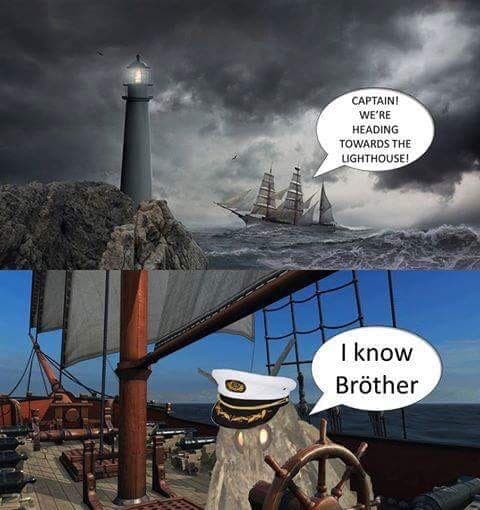 CAPTAIN!
WE'RE
HEADING
TOWARDS THE
LIGHTHOUSE!
I know
Bröther